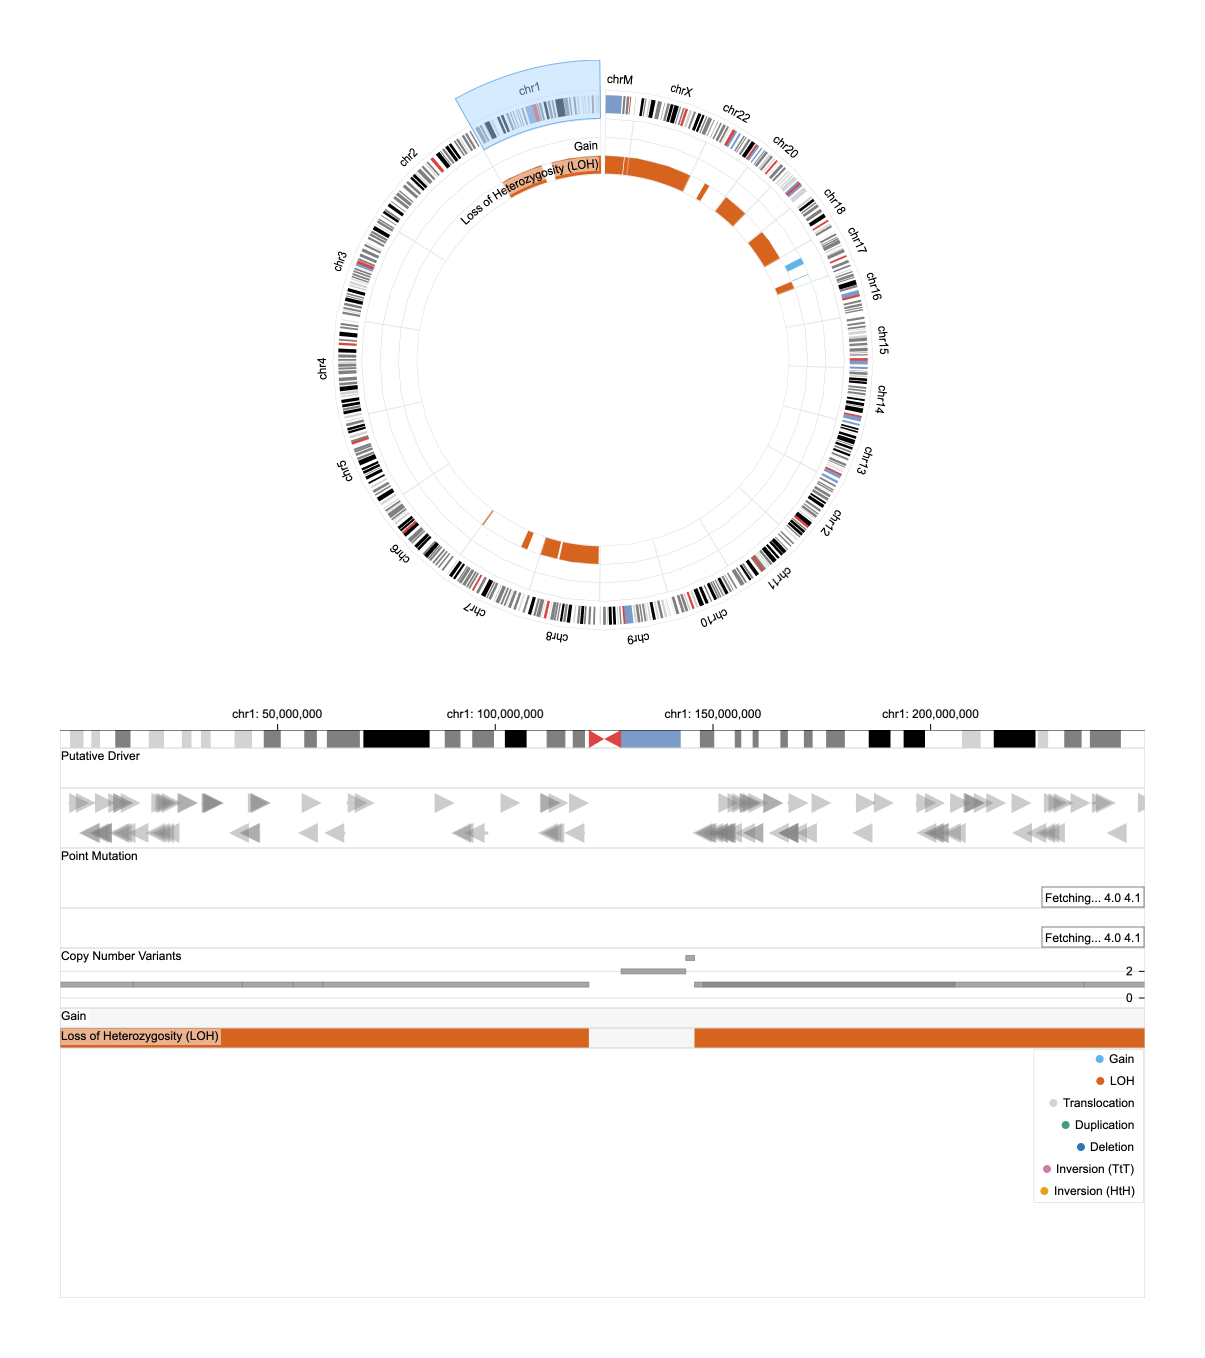 chrM
chrX
chr22
chr20
chr18
chr17
chr16
chr15
chr14
chr13
chr12
chr11
chr10
chr9
chr8
chr7
chr6
chr5
chr4
chr3
chr2
chr1
Gain
Loss of Heterozygosity (LOH)
chr1: 50,000,000 chr1: 100,000,000 chr1: 150,000,000 chr1: 200,000,000
Putative Driver
Point Mutation
Fetching... 4.0 4.1
Fetching... 4.0 4.1
Copy Number Variants
2
0
Gain
Loss of Heterozygosity (LOH)
Gain
LOH
Translocation
Duplication
Deletion
Inversion (TtT)
Inversion (HtH)